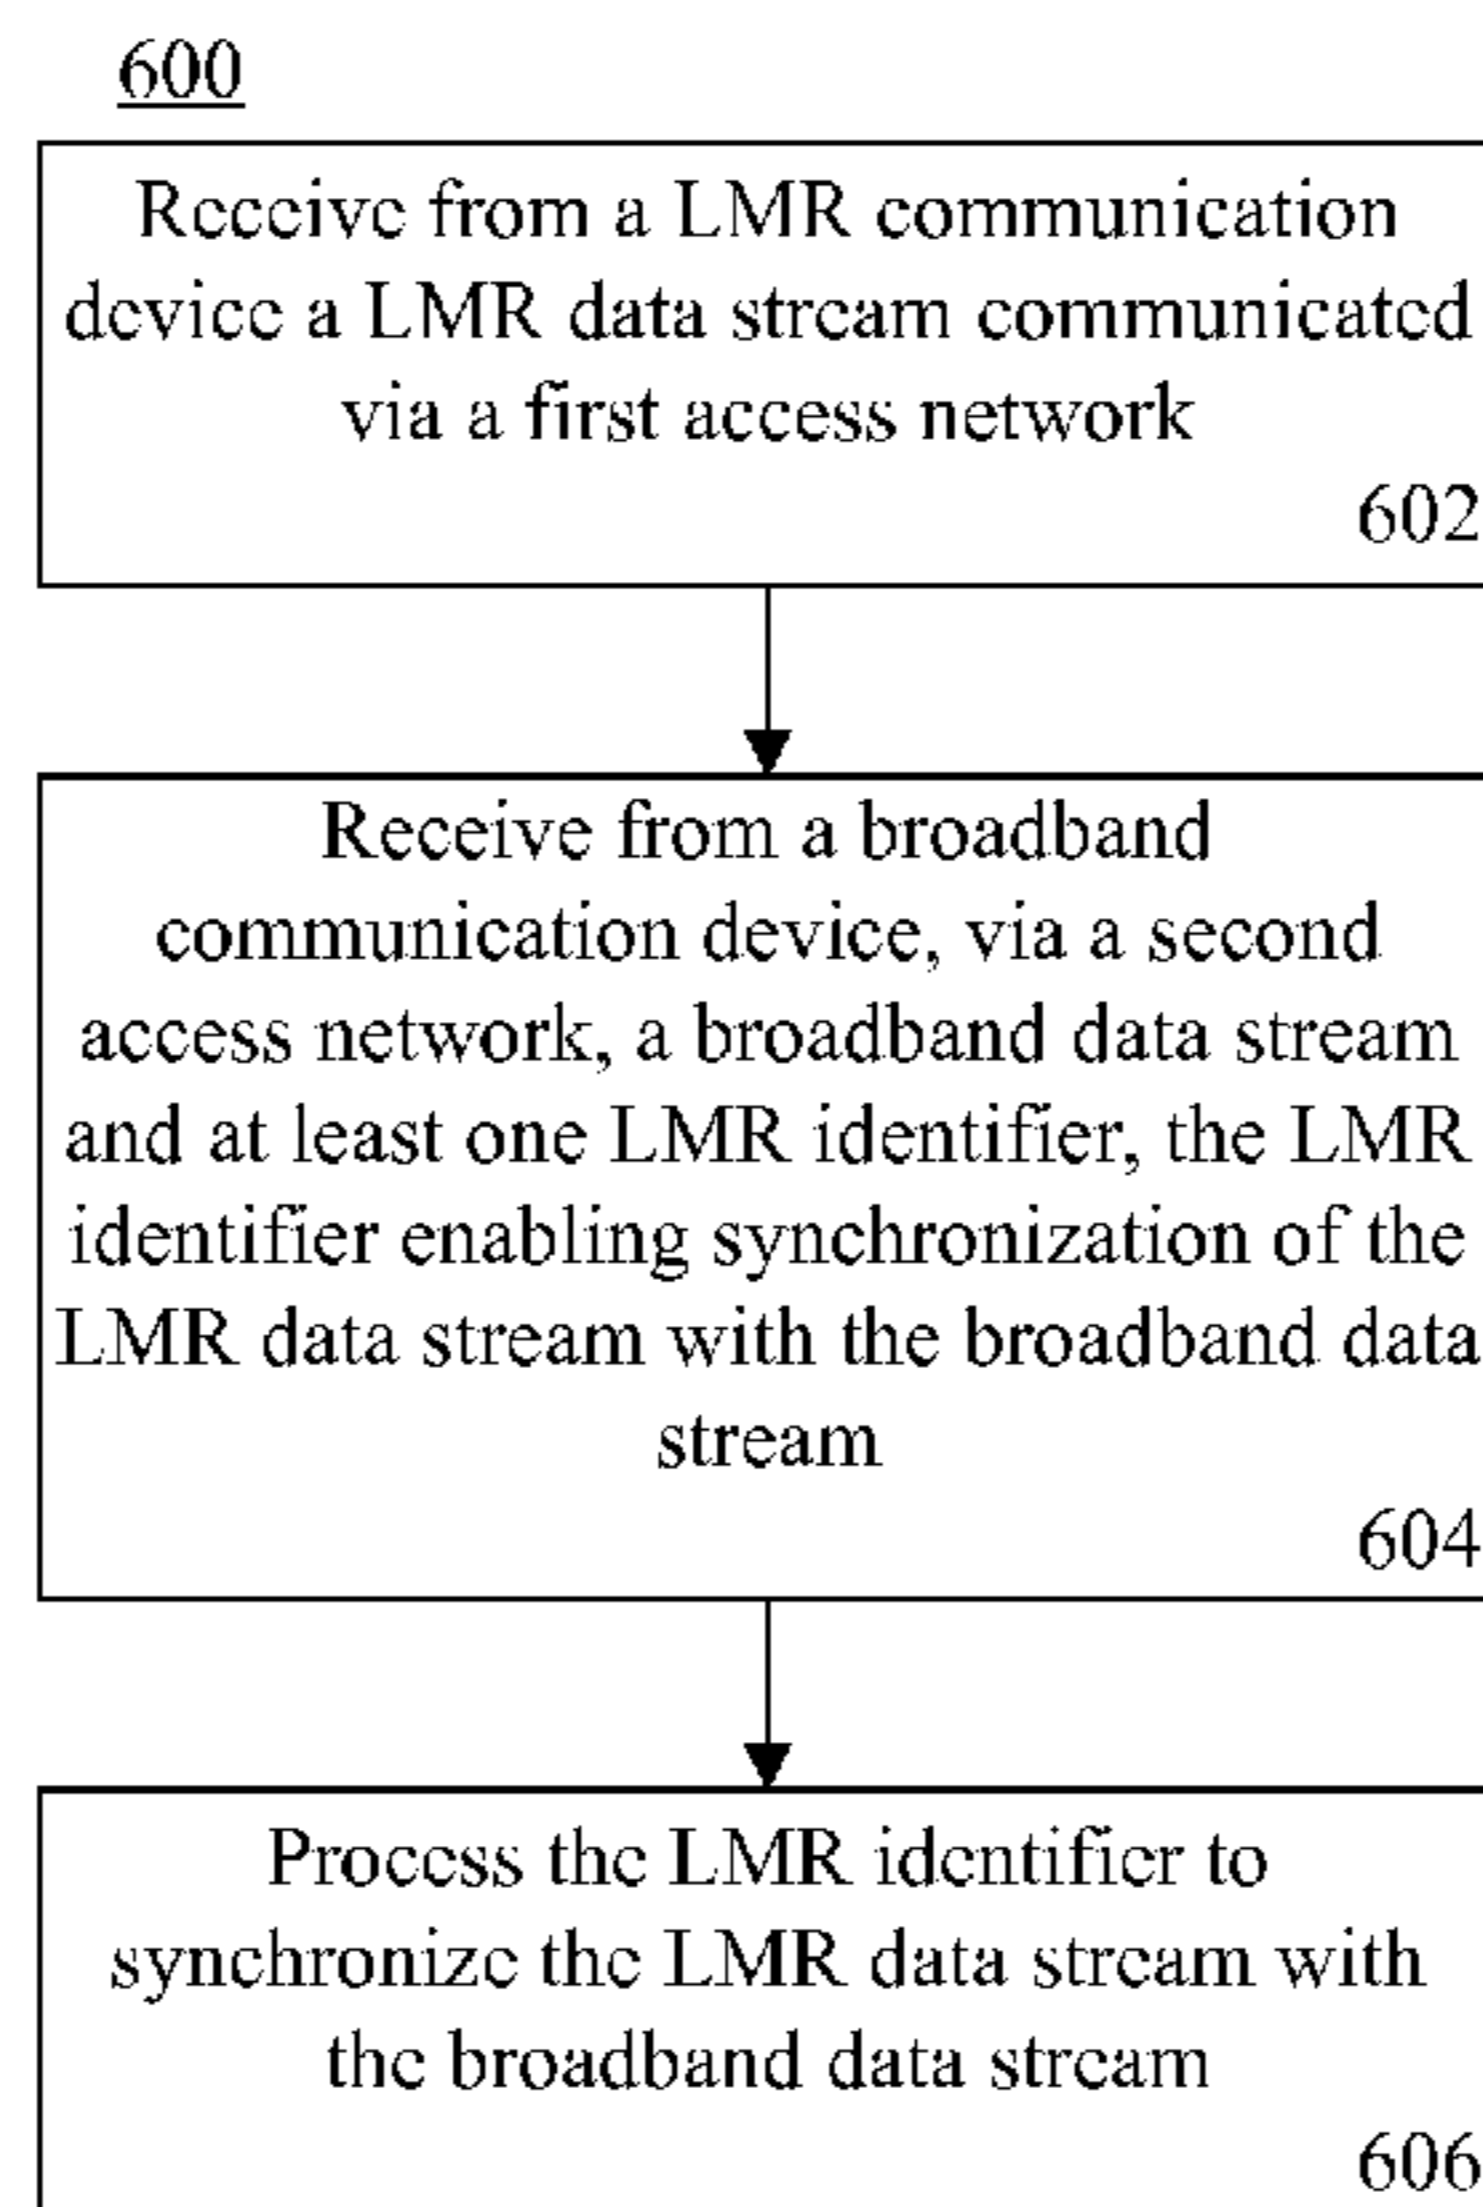 600
Receive from a LMR communication
device a LMR data stream communicated
via a first access network
602
Receive from a broadband
communication device, via a second
access network, a broadband data stream
and at least one LMR identifier, the LMR
identifier enabling synchronization of the
LMR data stream with the broadband data
stream
604
Process the LMR identifier to
synchronize the LMR data stream with
the broadband data stream
606